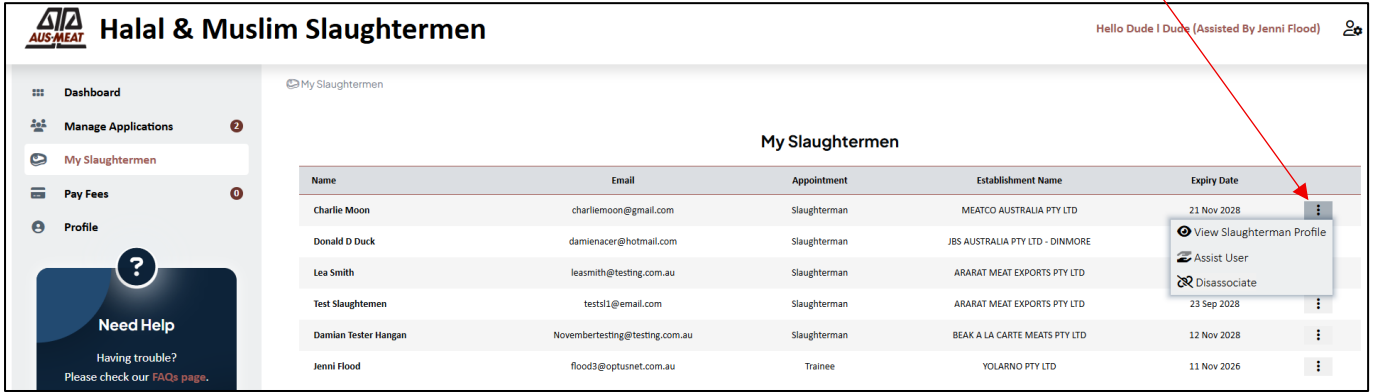 AUS-MEAT
Halal & Muslim Slaughtermen
Hello Dude l Dude (Assisted By Jenni Flood)
Dashboard
Manage Applications 2
My Slaughtermen
Pay Fees 0
Profile
?
Need Help
Having trouble?
Please check our FAQs page.
My Slaughtermen
My Slaughtermen
Name Email Appointment Establishment Name Expiry Date
Charlie Moon charliemoon@gmail.com Slaughterman MEATCO AUSTRALIA PTY LTD 21 Nov 2028
Donald D Duck damienacer@hotmail.com Slaughterman JBS AUSTRALIA PTY LTD - DINMORE
Lea Smith leasmith@testing.com.au Slaughterman ARARAT MEAT EXPORTS PTY LTD
Test Slaughtemen testsl1@email.com Slaughterman ARARAT MEAT EXPORTS PTY LTD 23 Sep 2028
Damian Tester Hangan Novembertesting@testing.com.au Slaughterman BEAK A LA CARTE MEATS PTY LTD 12 Nov 2028
Jenni Flood flood3@optusnet.com.au Trainee YOLARNO PTY LTD 11 Nov 2026
View Slaughterman Profile
Assist User
Disassociate